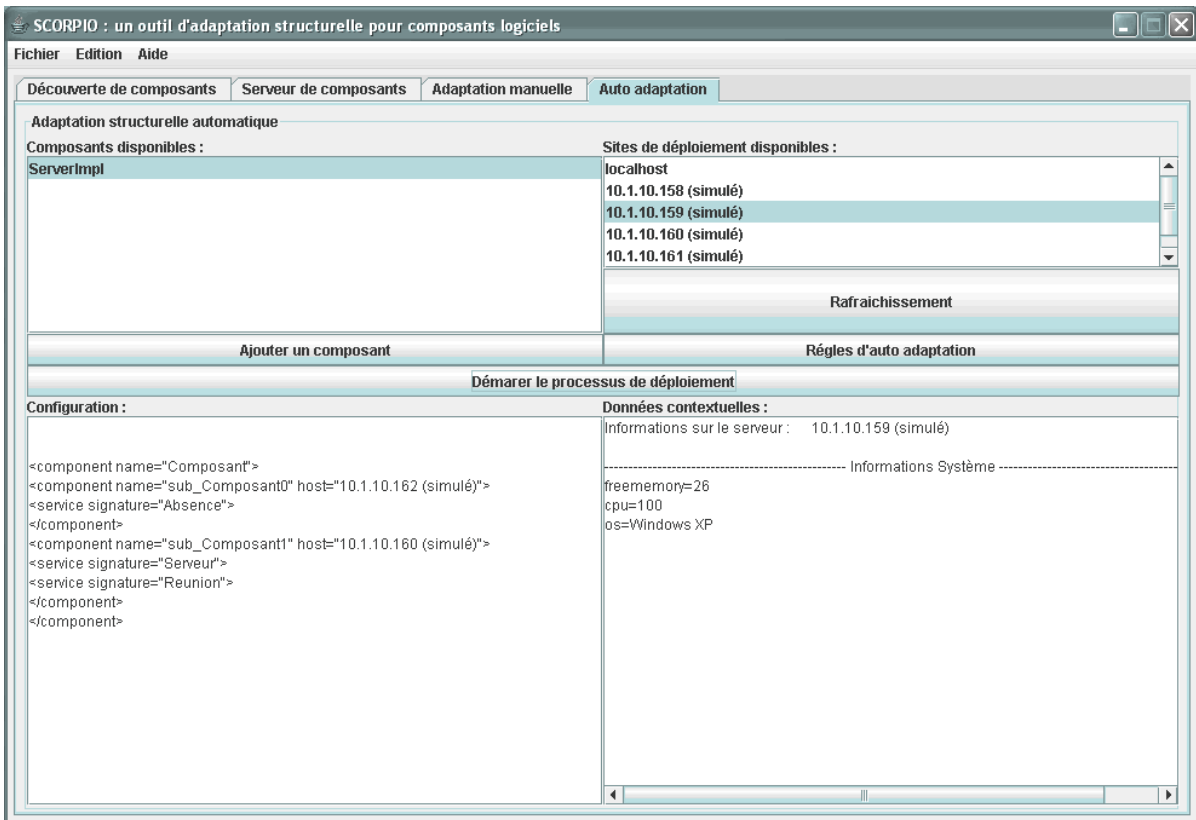 SCORPIO : un outil d'adaptation structurelle pour composants logiciels
Fichier Edition Aide
Découverte de composants Serveur de composants Adaptation manuelle Auto adaptation
Adaptation structurelle automatique
Composants disponibles :
ServerImpl
Sites de déploiement disponibles :
localhost
10.1.10.158 (simulé)
10.1.10.159 (simulé)
10.1.10.160 (simulé)
10.1.10.161 (simulé)
Rafraichissement
Ajouter un composant
Régles d'auto adaptation
Démarer le processus de déploiement
Configuration :
<component name="Composant">
<component name="sub_Composant0" host="10.1.10.162 (simulé)">
<service signature="Absence">
</component>
<component name="sub_Composant1" host="10.1.10.160 (simulé)">
<service signature="Serveur">
<service signature="Reunion">
</component>
</component>
Données contextuelles :
Informations sur le serveur : 10.1.10.159 (simulé)
------------------------------------------------ Informations Système ------------------------------------
freememory=26
cpu=100
os=Windows XP